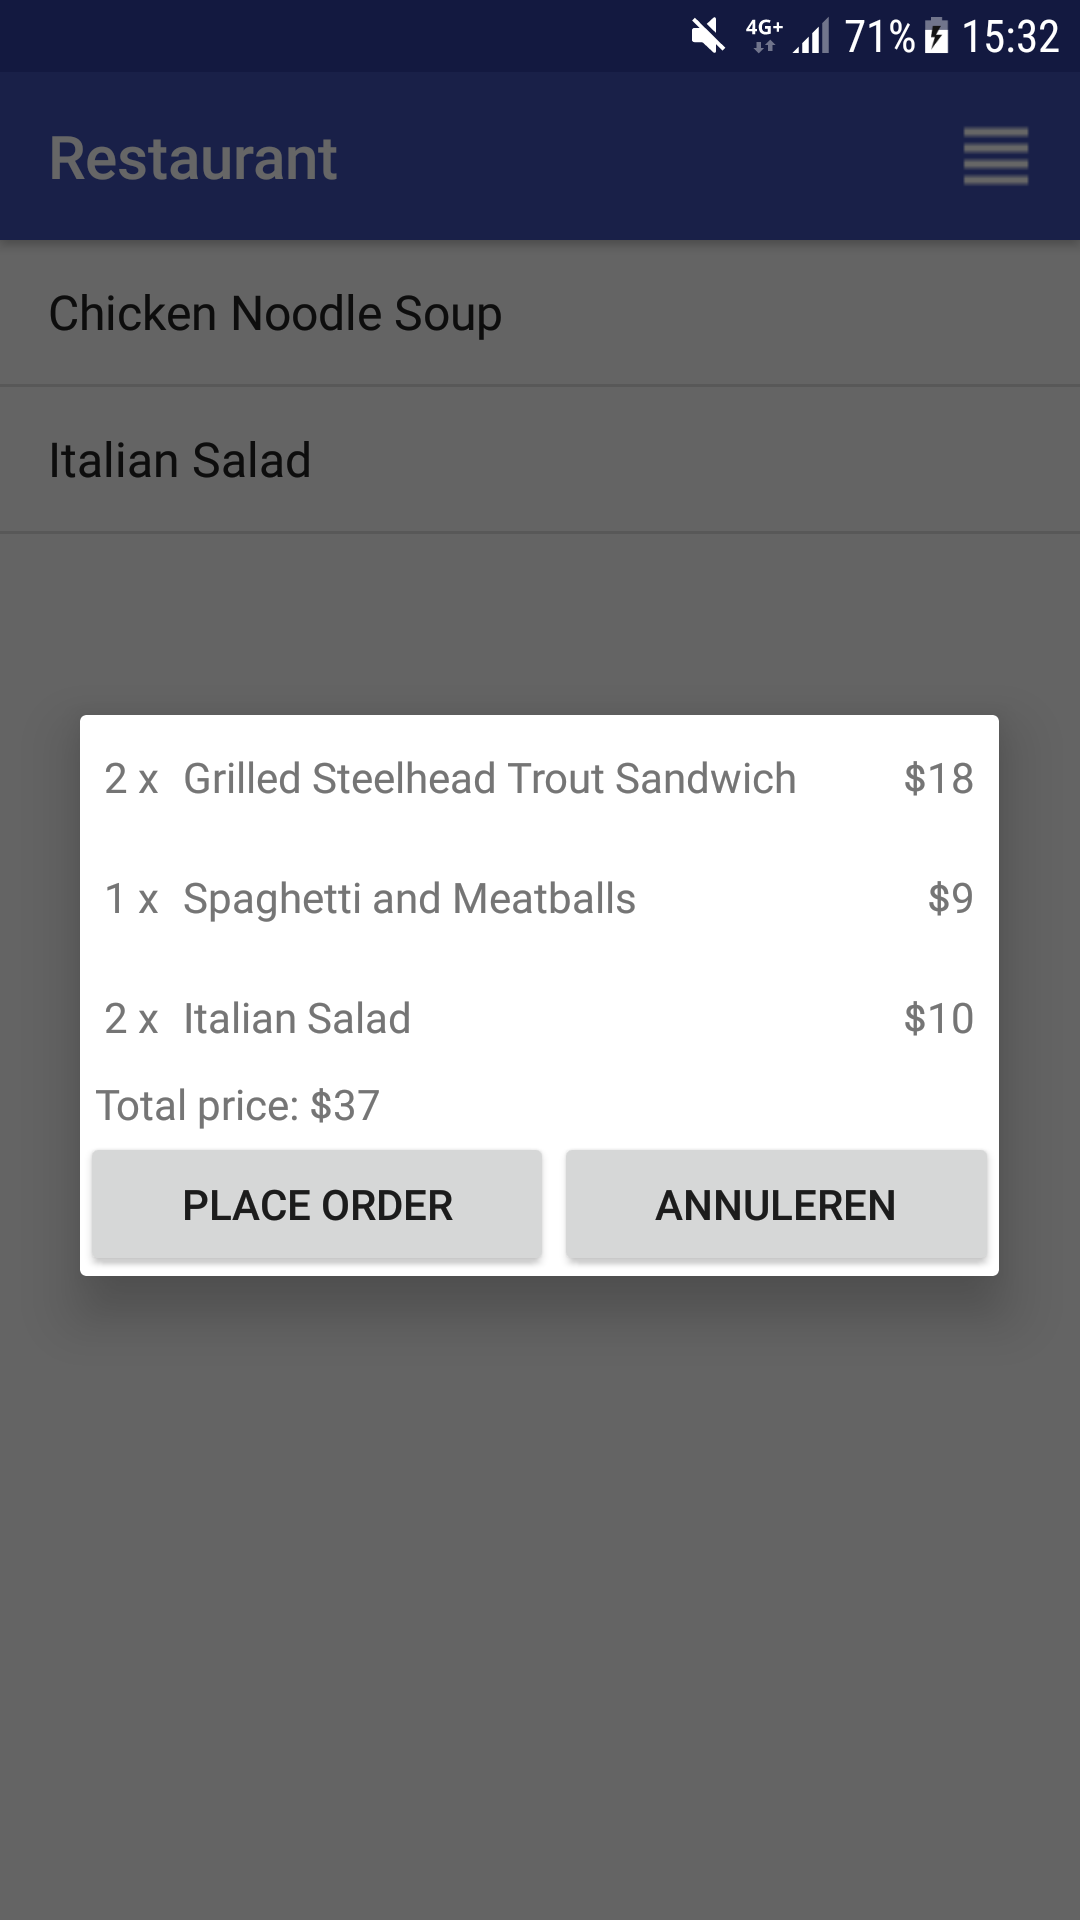 4G+ 71% 15:32
Restaurant
Chicken Noodle Soup
Italian Salad
2 x Grilled Steelhead Trout Sandwich $18
1 x Spaghetti and Meatballs $9
2 x Italian Salad $10
Total price: $37
PLACE ORDER ANNULEREN